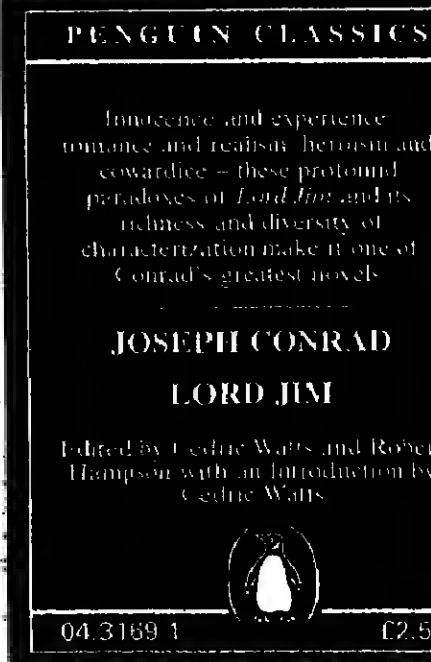 PENGUIN CLASSICS
Innocence and experience
romance and realism, heroism and
cowardice – these profound
paradoxes of Lord Jim and its
richness and diversity of
characterization make it one of
Conrad's greatest novels
JOSEPH CONRAD
LORD JIM
Edited by Cedric Watts and Rober
Hampson with an Introduction by
Cedric Watts
04.3169 1 £2.5